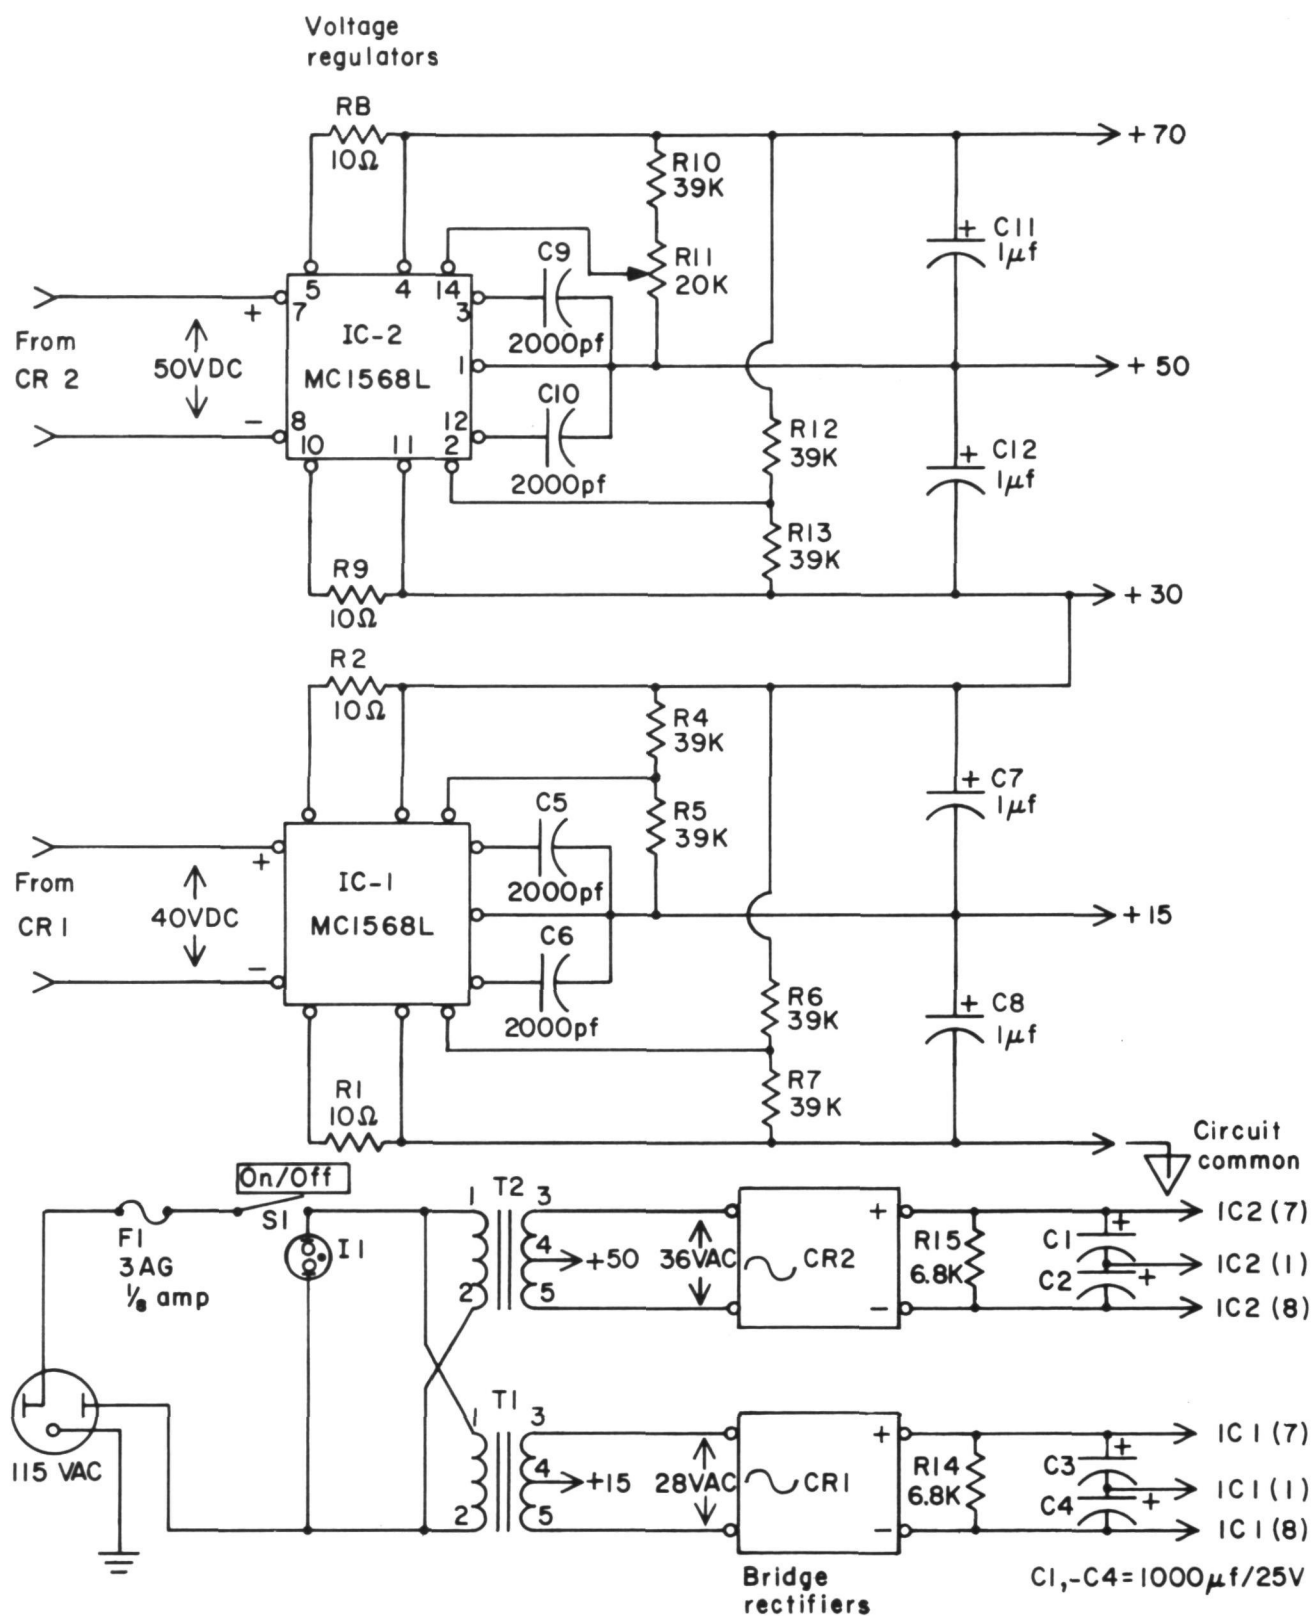 Voltage
regulators
RB
10Ω
+70
R10
39K
C11
1μf
R11
20K
C9
2000pf
5
4
14
7
3
+
IC-2
1
MC1568L
From
CR 2
50VDC
−
8
12
10
11
2
C10
2000pf
+ 50
R12
39K
+
C12
1μf
R13
39K
R9
10Ω
+ 30
R2
10Ω
R4
39K
+
C7
1μf
R5
39K
C5
2000pf
+
From
CR1
40VDC
−
IC-1
MC1568L
+15
C6
2000pf
R6
39K
+
C8
1μf
R7
39K
R1
10Ω
Circuit
common
On/Off
S1
F1
3 AG
⅛ amp
I1
1
T2
3
4
+50
2
5
36VAC
+
CR2
−
R15
6.8K
C1
+
C2
+
IC2 (7)
IC2 (1)
IC2 (8)
115 VAC
1
T1
3
4
+15
2
5
28VAC
+
CR1
−
R14
6.8K
C3
+
C4
+
IC1 (7)
IC1 (1)
IC1 (8)
Bridge
rectifiers
C1,-C4=1000μf/25V